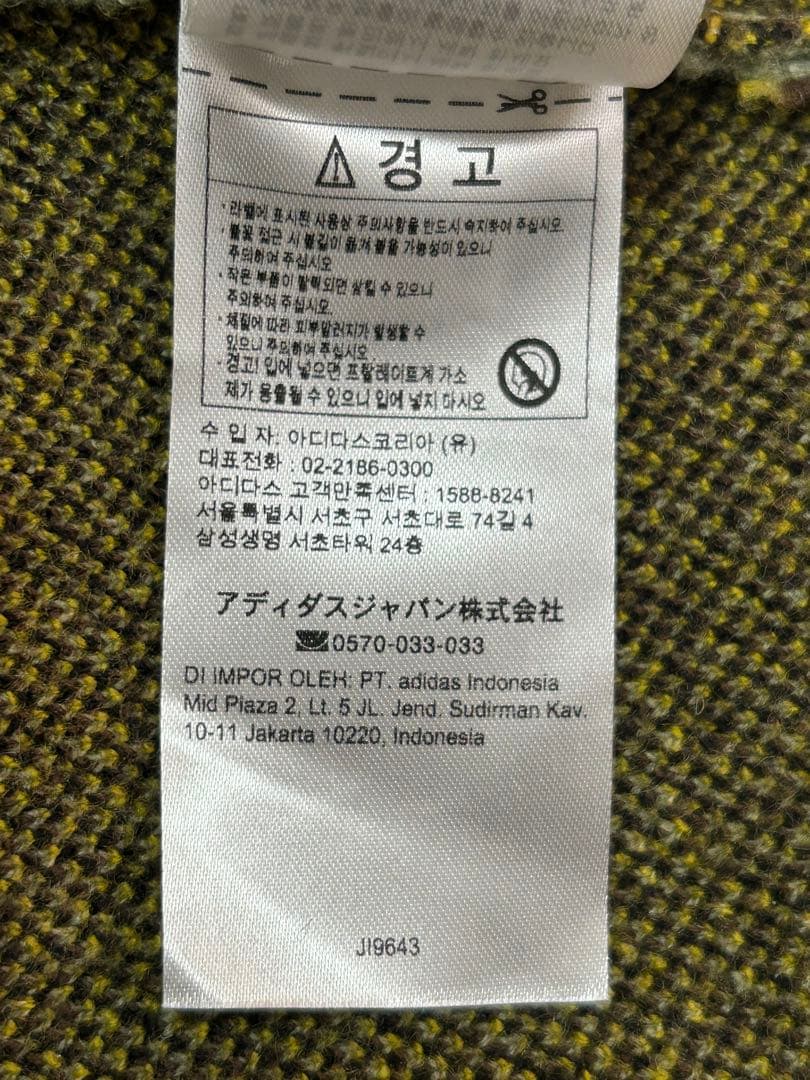 경 고
· 라벨에 표시된 사용상 주의사항을 반드시 숙지하여 주십시오.
· 불꽃 접근 시 불길이 옮겨 붙을 가능성이 있으니
주의하여 주십시오
· 작은 부품이 탈락되면 삼킬 수 있으니
주의하여 주십시오.
· 체질에 따라 피부알러지가 발생할 수
있으니 주의하여 주십시오
· 경고! 입에 넣으면 프탈레이트계 가소
제가 용출될 수 있으니 입에 넣지 마시오
수 입 자: 아디다스코리아 (유)
대표전화 : 02-2186-0300
아디다스 고객만족센터 : 1588-8241
서울특별시 서초구 서초대로 74길 4
삼성생명 서초타워 24층
アディダスジャパン株式会社
0570-033-033
DI IMPOR OLEH: PT. adidas Indonesia
Mid Plaza 2, Lt. 5 JL. Jend. Sudirman Kav.
10-11 Jakarta 10220, Indonesia
JI9643